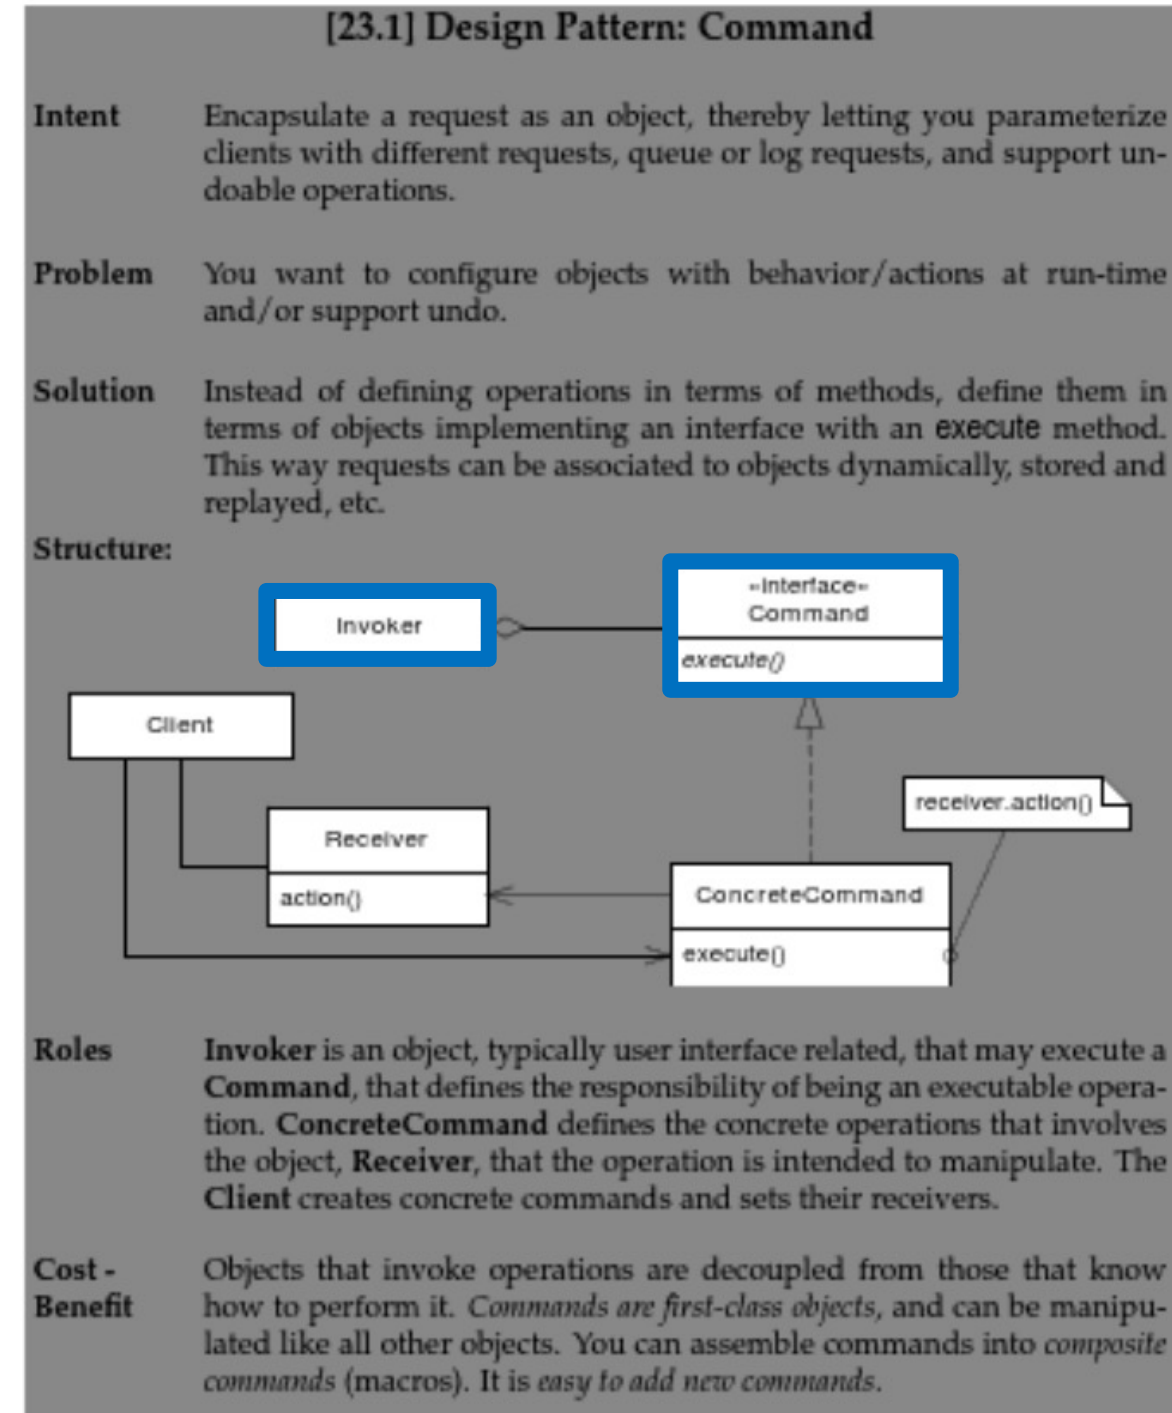 [23.1] Design Pattern: Command
Intent Encapsulate a request as an object, thereby letting you parameterize
clients with different requests, queue or log requests, and support un-
doable operations.
Problem You want to configure objects with behavior/actions at run-time
and/or support undo.
Solution Instead of defining operations in terms of methods, define them in
terms of objects implementing an interface with an execute method.
This way requests can be associated to objects dynamically, stored and
replayed, etc.
Structure:
«interface»
Command
Invoker
execute()
Client
receiver.action()
Receiver
action()
ConcreteCommand
execute()
Roles Invoker is an object, typically user interface related, that may execute a
Command, that defines the responsibility of being an executable opera-
tion. ConcreteCommand defines the concrete operations that involves
the object, Receiver, that the operation is intended to manipulate. The
Client creates concrete commands and sets their receivers.
Cost - Objects that invoke operations are decoupled from those that know
Benefit how to perform it. Commands are first-class objects, and can be manipu-
lated like all other objects. You can assemble commands into composite
commands (macros). It is easy to add new commands.